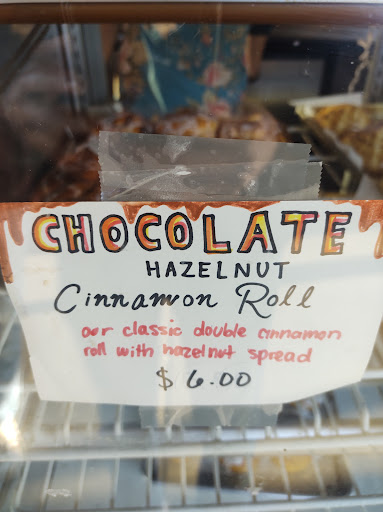 CHOCOLATE
HAZELNUT
Cinnamon Roll
our classic double cinnamon
roll with hazelnut spread
$ 6.00